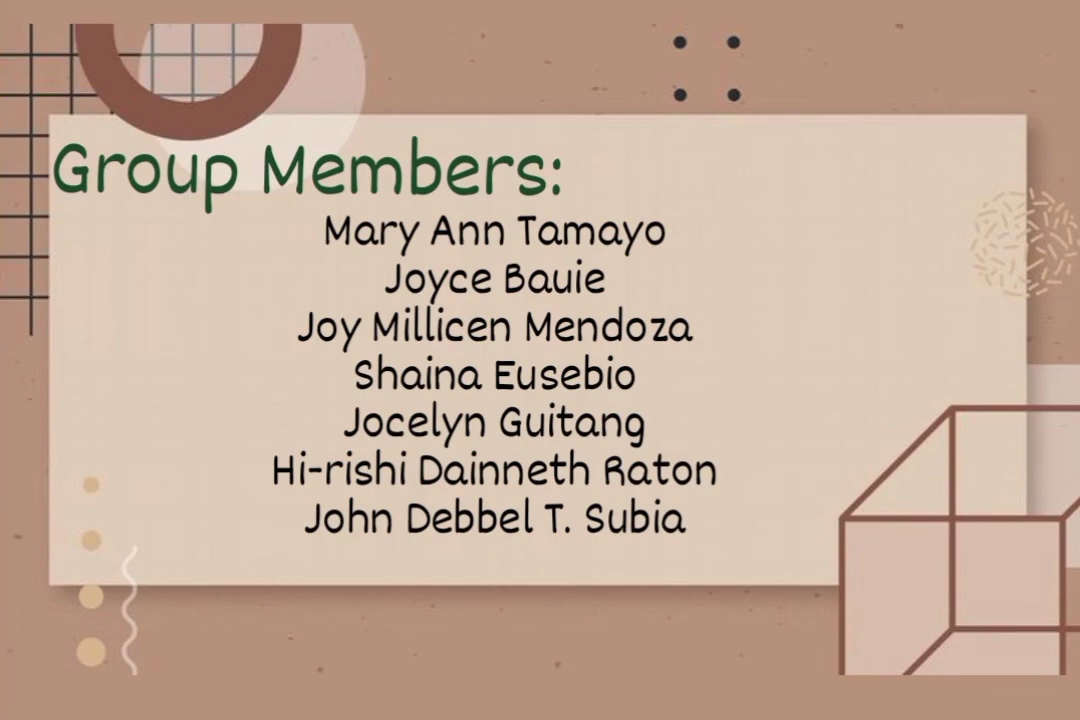 Group Members:
Mary Ann Tamayo
Joyce Bauie
Joy Millicen Mendoza
Shaina Eusebio
Jocelyn Guitang
Hi-rishi Dainneth Raton
John Debbel T. Subia